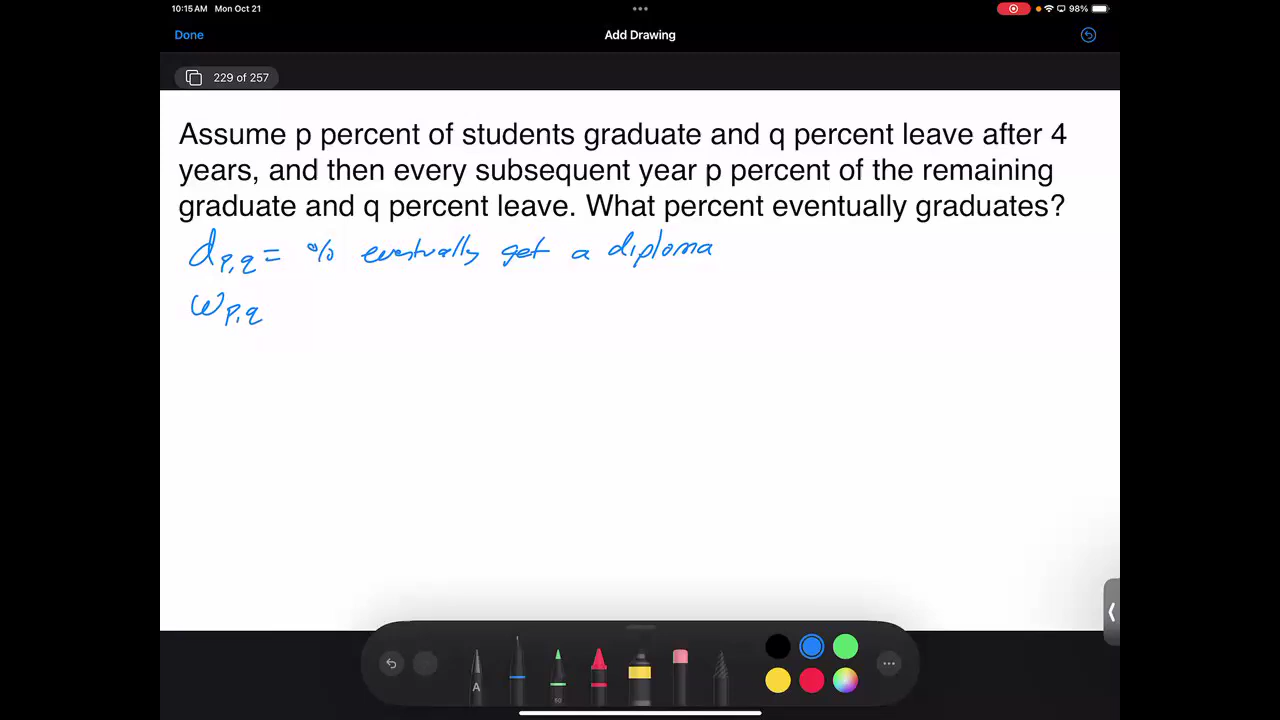 10:15 AM Mon Oct 21 98%
Done Add Drawing
229 of 257
Assume p percent of students graduate and q percent leave after 4
years, and then every subsequent year p percent of the remaining
graduate and q percent leave. What percent eventually graduates?
d_{p,q} = % eventually get a diploma
w_{p,q}
A